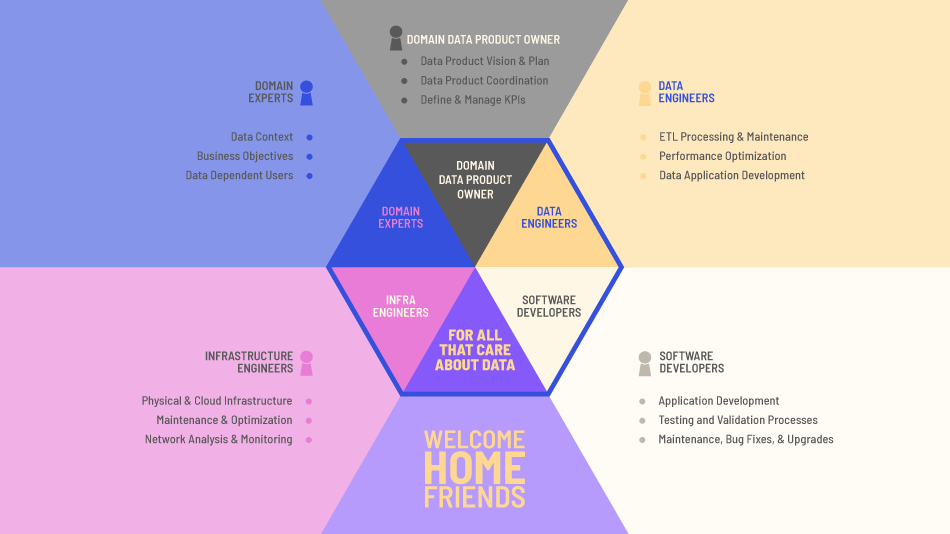 DOMAIN DATA PRODUCT OWNER
Data Product Vision & Plan
Data Product Coordination
Define & Manage KPIs
DOMAIN
EXPERTS
Data Context
Business Objectives
Data Dependent Users
DATA
ENGINEERS
ETL Processing & Maintenance
Performance Optimization
Data Application Development
DOMAIN
DATA PRODUCT
OWNER
DOMAIN
EXPERTS
DATA
ENGINEERS
INFRA
ENGINEERS
SOFTWARE
DEVELOPERS
FOR ALL
THAT CARE
ABOUT DATA
INFRASTRUCTURE
ENGINEERS
Physical & Cloud Infrastructure
Maintenance & Optimization
Network Analysis & Monitoring
SOFTWARE
DEVELOPERS
Application Development
Testing and Validation Processes
Maintenance, Bug Fixes, & Upgrades
WELCOME
HOME
FRIENDS